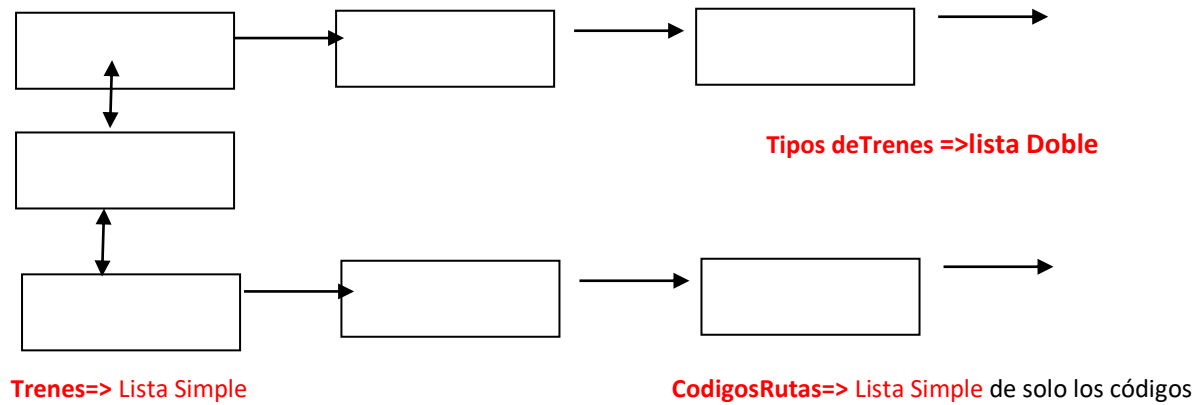 Tipos deTrenes =>lista Doble
Trenes=> Lista Simple
CodigosRutas=> Lista Simple de solo los códigos